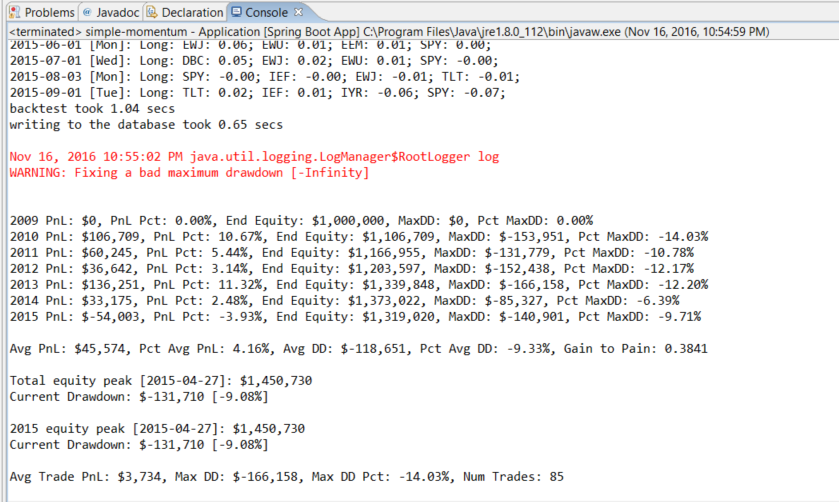 Problems @ Javadoc Declaration Console
<terminated> simple-momentum - Application [Spring Boot App] C:\Program Files\Java\jre1.8.0_112\bin\javaw.exe (Nov 16, 2016, 10:54:59 PM)
2015-06-01 [Mon]: Long: EWJ: 0.06; EWU: 0.01; EEM: 0.01; SPY: 0.00;
2015-07-01 [Wed]: Long: DBC: 0.05; EWJ: 0.02; EWU: 0.01; SPY: -0.00;
2015-08-03 [Mon]: Long: SPY: -0.00; IEF: -0.00; EWJ: -0.01; TLT: -0.01;
2015-09-01 [Tue]: Long: TLT: 0.02; IEF: 0.01; IYR: -0.06; SPY: -0.07;
backtest took 1.04 secs
writing to the database took 0.65 secs
Nov 16, 2016 10:55:02 PM java.util.logging.LogManager$RootLogger log
WARNING: Fixing a bad maximum drawdown [-Infinity]
2009 PnL: $0, PnL Pct: 0.00%, End Equity: $1,000,000, MaxDD: $0, Pct MaxDD: 0.00%
2010 PnL: $106,709, PnL Pct: 10.67%, End Equity: $1,106,709, MaxDD: $-153,951, Pct MaxDD: -14.03%
2011 PnL: $60,245, PnL Pct: 5.44%, End Equity: $1,166,955, MaxDD: $-131,779, Pct MaxDD: -10.78%
2012 PnL: $36,642, PnL Pct: 3.14%, End Equity: $1,203,597, MaxDD: $-152,438, Pct MaxDD: -12.17%
2013 PnL: $136,251, PnL Pct: 11.32%, End Equity: $1,339,848, MaxDD: $-166,158, Pct MaxDD: -12.20%
2014 PnL: $33,175, PnL Pct: 2.48%, End Equity: $1,373,022, MaxDD: $-85,327, Pct MaxDD: -6.39%
2015 PnL: $-54,003, PnL Pct: -3.93%, End Equity: $1,319,020, MaxDD: $-140,901, Pct MaxDD: -9.71%
Avg PnL: $45,574, Pct Avg PnL: 4.16%, Avg DD: $-118,651, Pct Avg DD: -9.33%, Gain to Pain: 0.3841
Total equity peak [2015-04-27]: $1,450,730
Current Drawdown: $-131,710 [-9.08%]
2015 equity peak [2015-04-27]: $1,450,730
Current Drawdown: $-131,710 [-9.08%]
Avg Trade PnL: $3,734, Max DD: $-166,158, Max DD Pct: -14.03%, Num Trades: 85